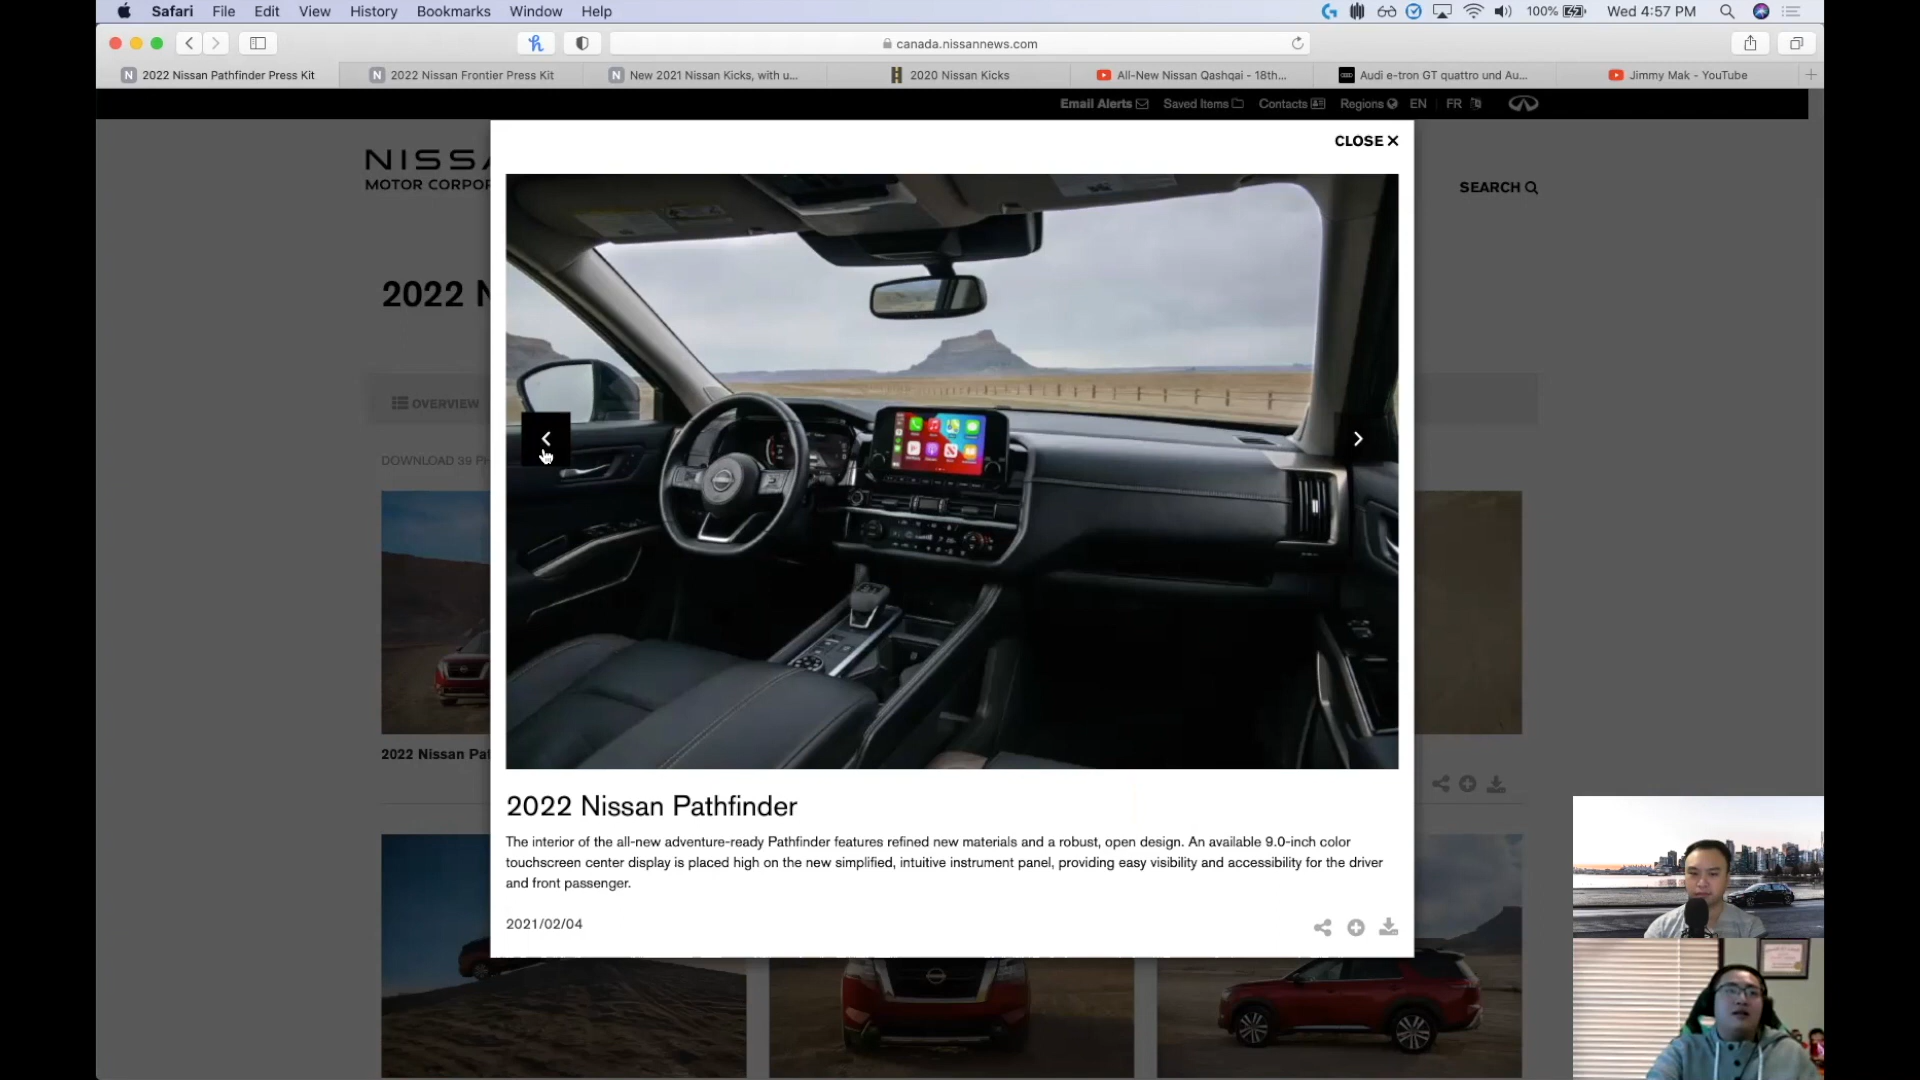 Safari File Edit View History Bookmarks Window Help 100% Wed 4:57 PM
canada.nissannews.com
2022 Nissan Pathfinder Press Kit 2022 Nissan Frontier Press Kit New 2021 Nissan Kicks, with u... 2020 Nissan Kicks All-New Nissan Qashqai - 18th... Audi e-tron GT quattro und Au... Jimmy Mak - YouTube
Email Alerts Saved Items Contacts Regions EN | FR
CLOSE
NISSA
MOTOR CORPOR
SEARCH
2022 N
OVERVIEW
DOWNLOAD 39 PH
2022 Nissan Pat
2022 Nissan Pathfinder
The interior of the all-new adventure-ready Pathfinder features refined new materials and a robust, open design. An available 9.0-inch color
touchscreen center display is placed high on the new simplified, intuitive instrument panel, providing easy visibility and accessibility for the driver
and front passenger.
2021/02/04